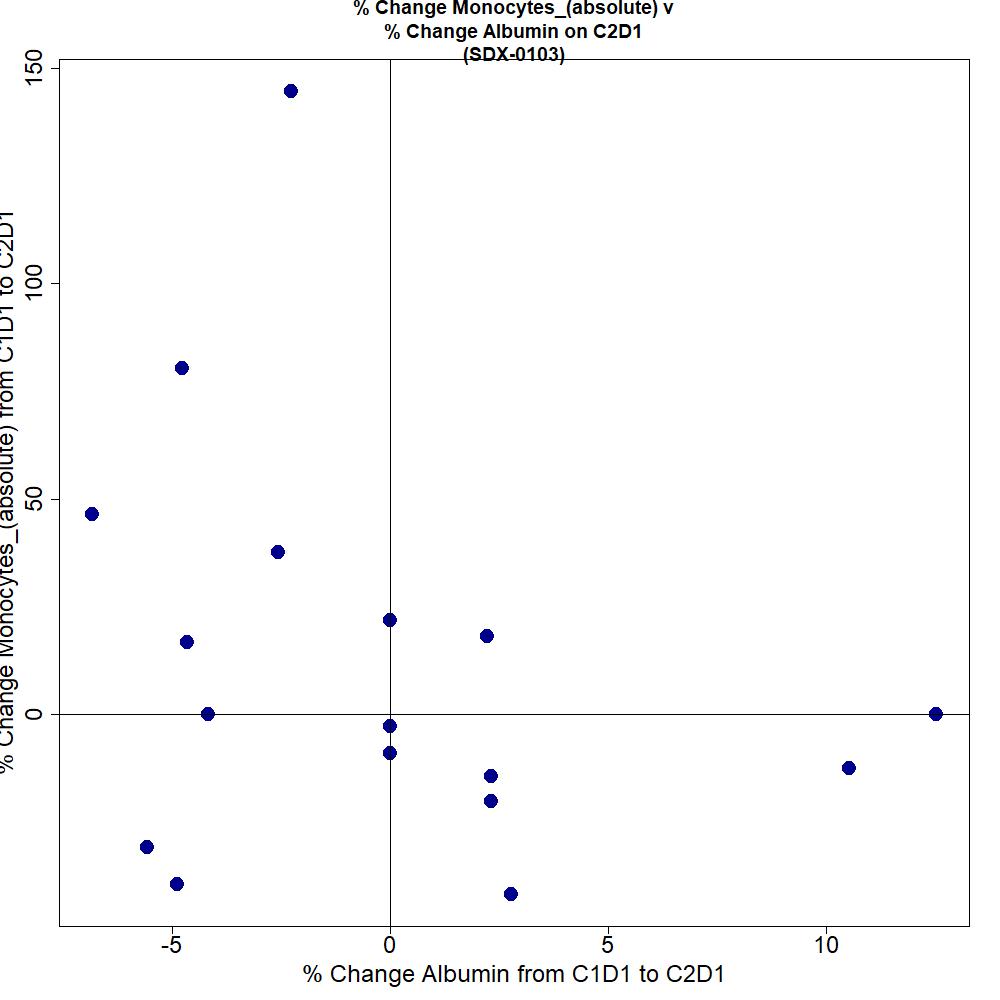 % Change Monocytes_(absolute) v
% Change Albumin on C2D1
(SDX-0103)
150
100
50
0
% Change Monocytes_(absolute) from C1D1 to C2D1
-5
0
5
10
% Change Albumin from C1D1 to C2D1